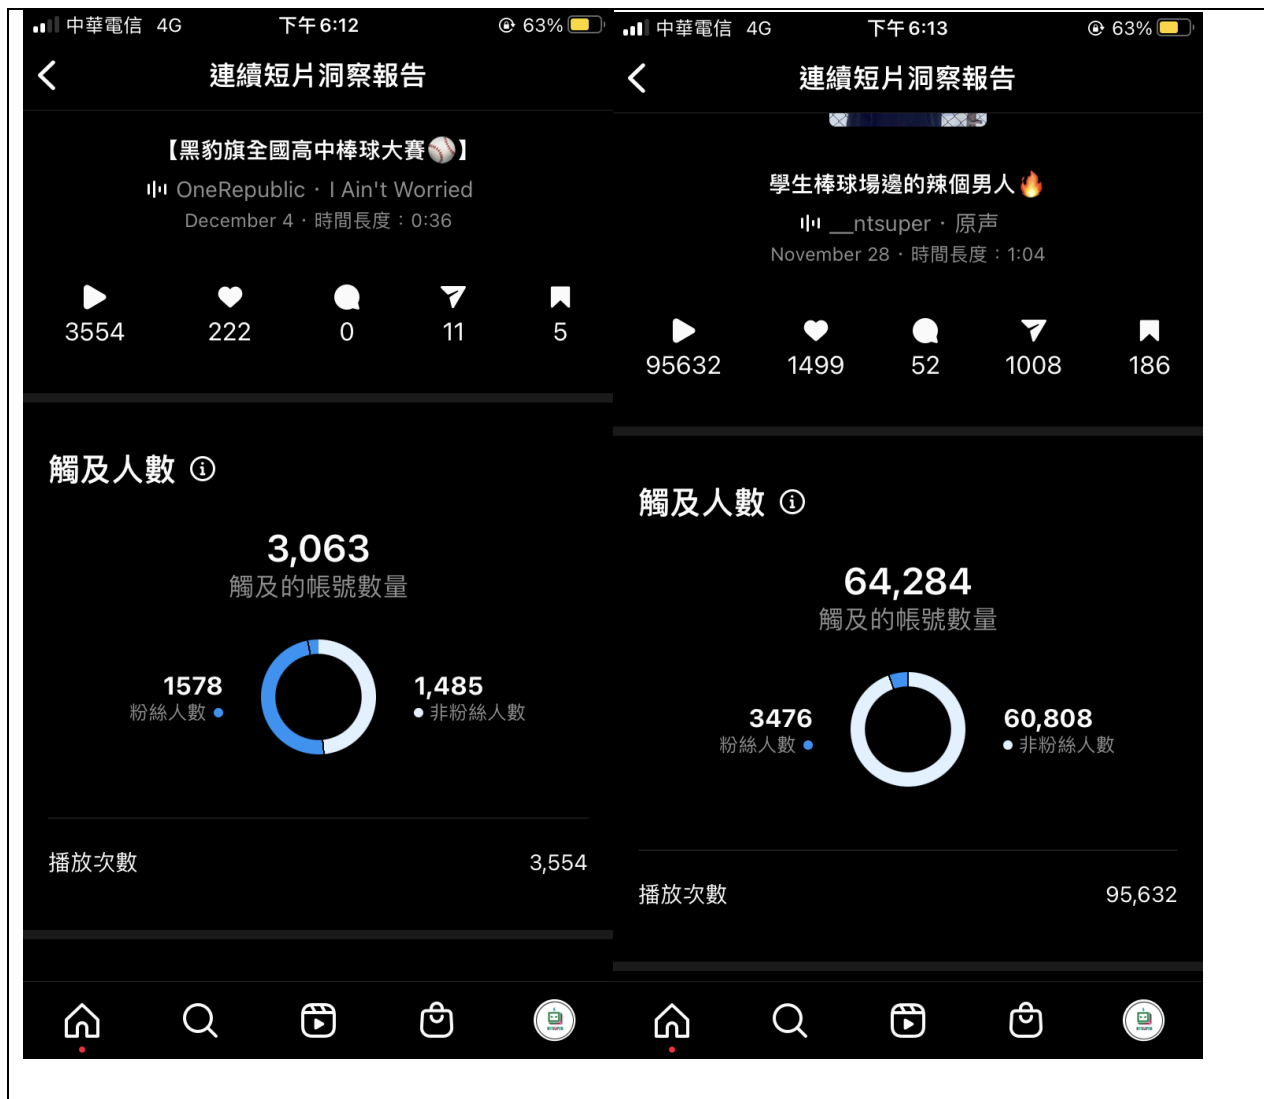 中華電信 4G 下午6:12 63%
連續短片洞察報告
【黑豹旗全國高中棒球大賽⚾】
OneRepublic · I Ain't Worried
December 4 · 時間長度：0:36
3554 222 0 11 5
觸及人數
3,063
觸及的帳號數量
1578
粉絲人數
1,485
非粉絲人數
播放次數 3,554
中華電信 4G 下午6:13 63%
連續短片洞察報告
學生棒球場邊的辣個男人🔥
__ntsuper · 原声
November 28 · 時間長度：1:04
95632 1499 52 1008 186
觸及人數
64,284
觸及的帳號數量
3476
粉絲人數
60,808
非粉絲人數
播放次數 95,632